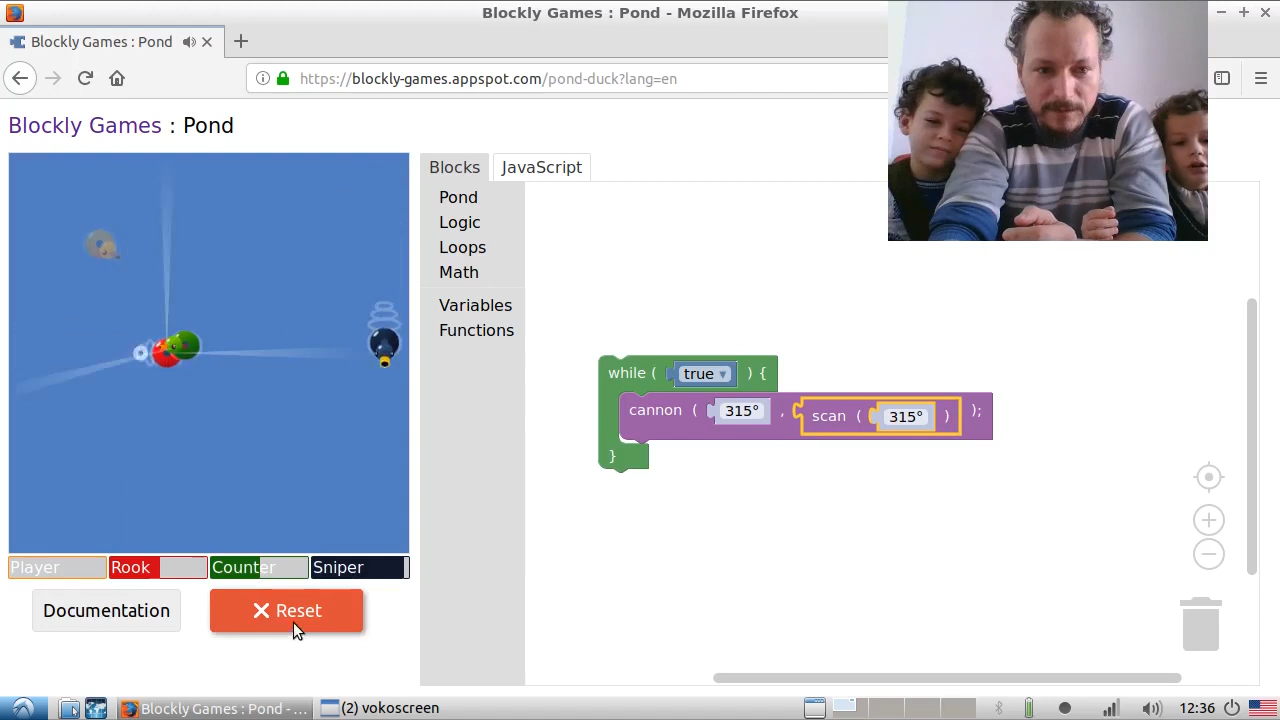 Blockly Games : Pond - Mozilla Firefox
Blockly Games : Pond
https://blockly-games.appspot.com/pond-duck?lang=en
Blockly Games : Pond
Blocks
JavaScript
Pond
Logic
Loops
Math
Variables
Functions
while ( true ▾ ) {
cannon ( 315° , scan ( 315° ) );
}
Player
Rook
Counter
Sniper
Documentation
Reset
Blockly Games : Pond - ...
(2) vokoscreen
12:36